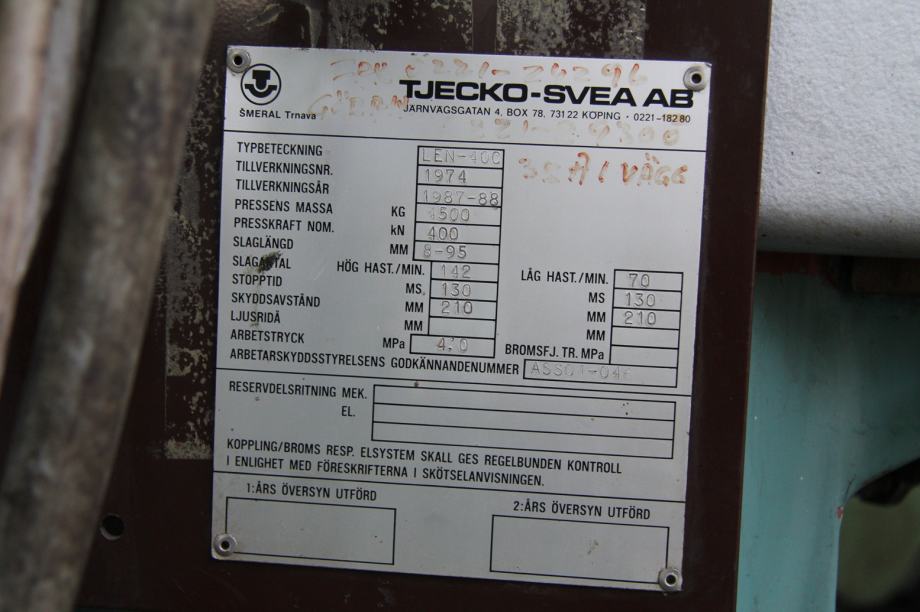 TJECKO-SVEA AB
ŠMERAL Trnava
JÄRNVÄGSGATAN 4, BOX 78, 731 22 KÖPING · 0221-182 80
TYPBETECKNING LEN-40C
TILLVERKNINGSNR. 1974
TILLVERKNINGSÅR 1987-88
PRESSENS MASSA KG 4500
PRESSKRAFT NOM. kN 400
SLAGLÄNGD MM 8-95
SLAGANTAL HÖG HAST./MIN. 142 LÅG HAST./MIN. 70
STOPPTID MS 130 MS 130
SKYDDSAVSTÅND MM 210 MM 210
LJUSRIDÅ MM MM
ARBETSTRYCK MPa 4.0 BROMSFJ. TR. MPa
ARBETARSKYDDSSTYRELSENS GODKÄNNANDENUMMER
RESERVDELSRITNING MEK.
EL.
KOPPLING/BROMS RESP. ELSYSTEM SKALL GES REGELBUNDEN KONTROLL
I ENLIGHET MED FÖRESKRIFTERNA I SKÖTSELANVISNINGEN.
1:ÅRS ÖVERSYN UTFÖRD
2:ÅRS ÖVERSYN UTFÖRD